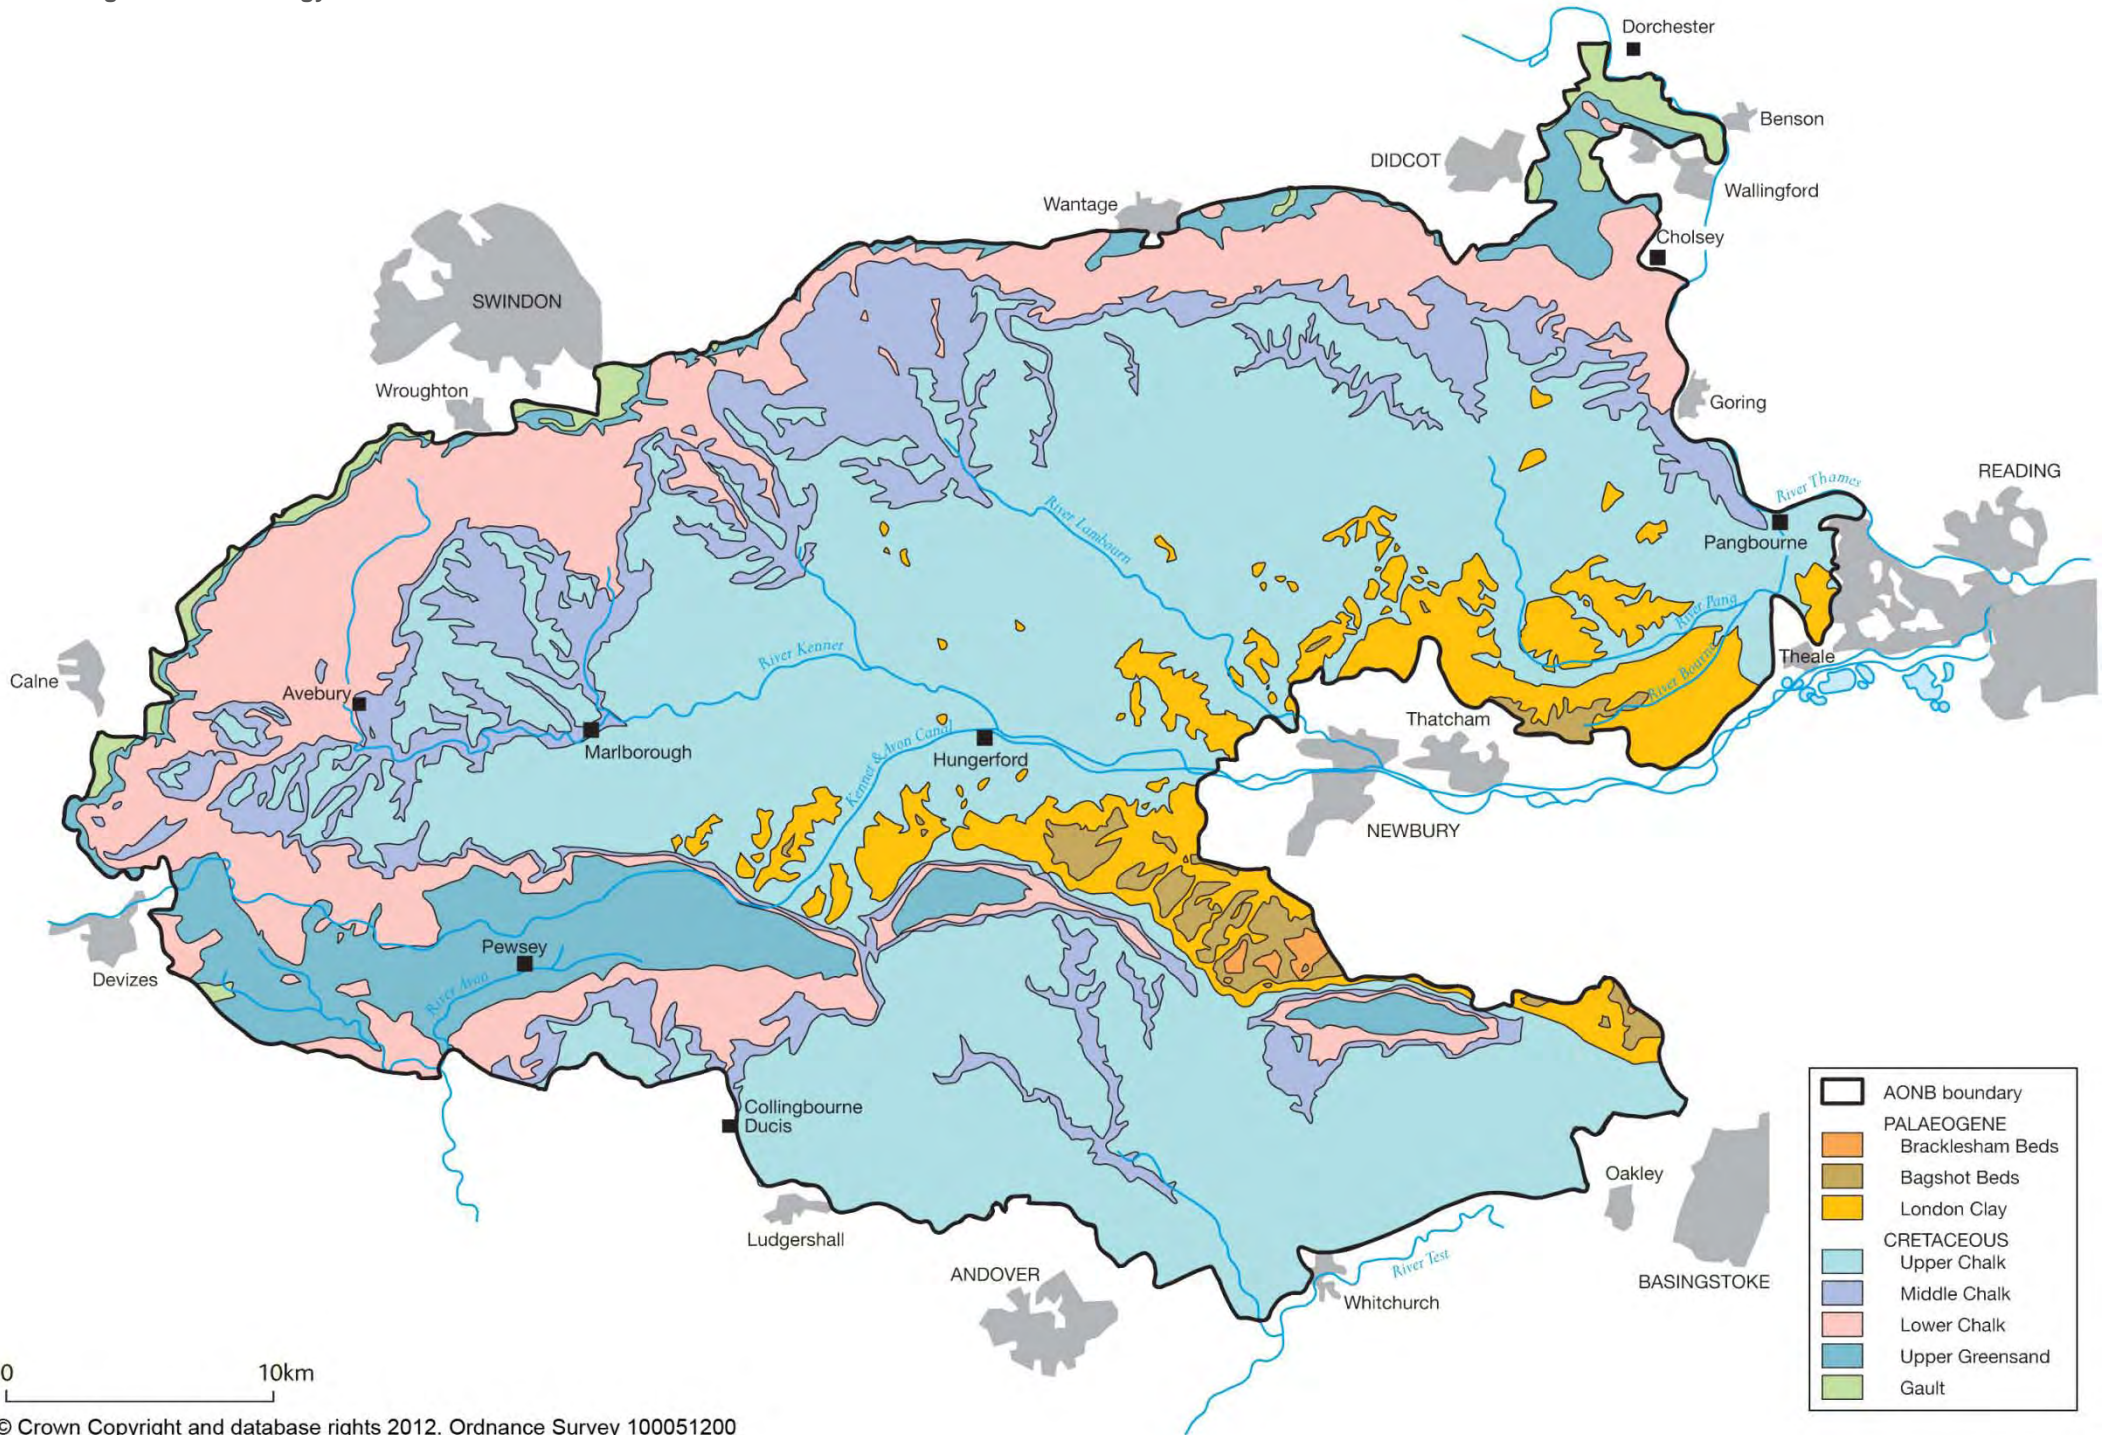 Dorchester
Benson
DIDCOT
Wallingford
Wantage
Cholsey
SWINDON
Wroughton
Goring
READING
River Thames
River Lambourn
Pangbourne
River Pang
River Kenner
Theale
River Bourne
Calne
Avebury
Thatcham
Marlborough
Kenner & Avon Canal
Hungerford
NEWBURY
Pewsey
Devizes
River Avon
Collingbourne
Ducis
Oakley
Ludgershall
River Test
ANDOVER
BASINGSTOKE
Whitchurch
AONB boundary
PALAEOGENE
Bracklesham Beds
Bagshot Beds
London Clay
CRETACEOUS
Upper Chalk
Middle Chalk
Lower Chalk
Upper Greensand
Gault
0 10km
© Crown Copyright and database rights 2012. Ordnance Survey 100051200